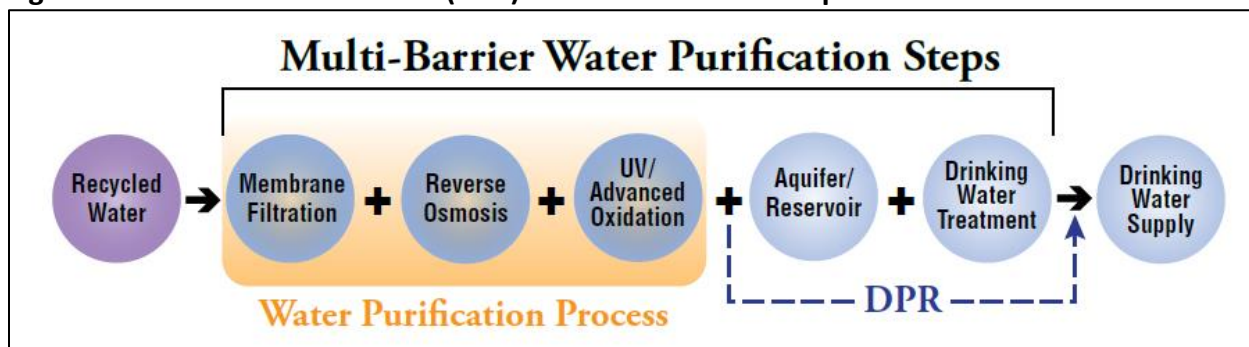 Multi-Barrier Water Purification Steps
Recycled
Water
Membrane
Filtration
+
Reverse
Osmosis
+
UV/
Advanced
Oxidation
+
Aquifer/
Reservoir
+
Drinking
Water
Treatment
Drinking
Water
Supply
DPR
Water Purification Process